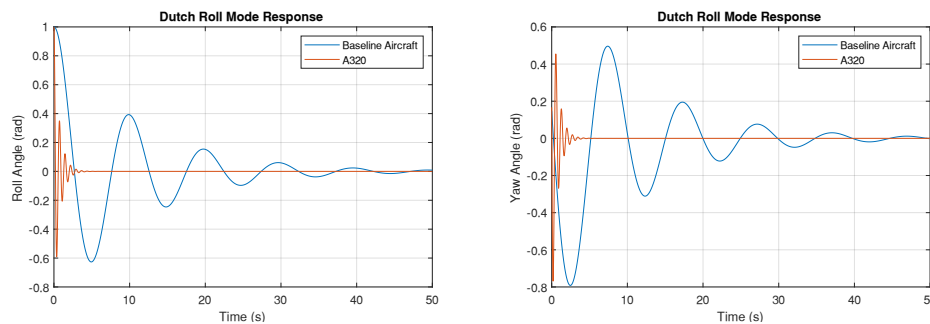 Dutch Roll Mode Response
1
0.8
0.6
0.4
0.2
0
-0.2
-0.4
-0.6
-0.8
Roll Angle (rad)
Baseline Aircraft
A320
0 10 20 30 40 50
Time (s)
Dutch Roll Mode Response
0.6
0.4
0.2
0
-0.2
-0.4
-0.6
-0.8
Yaw Angle (rad)
Baseline Aircraft
A320
0 10 20 30 40 50
Time (s)